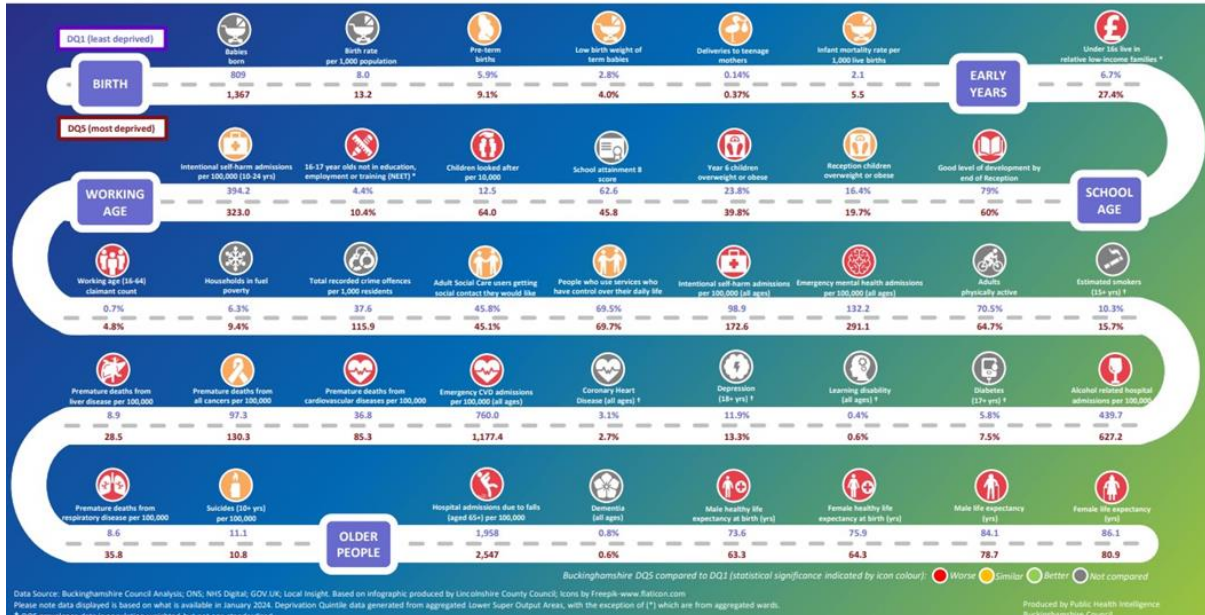 DQ1 (least deprived)
Babies
born
Birth rate
per 1,000 population
Pre-term
births
Low birth weight of
term babies
Deliveries to teenage
mothers
Infant mortality rate per
1,000 live births
Under 16s live in
relative low-income families *
BIRTH
809 8.0 5.9% 2.8% 0.14% 2.1 6.7%
1,367 13.2 9.1% 4.0% 0.37% 5.5 27.4%
EARLY
YEARS
DQ5 (most deprived)
Intentional self-harm admissions
per 100,000 (10-24 yrs)
16-17 year olds not in education,
employment or training (NEET) *
Children looked after
per 10,000
School attainment 8
score
Year 6 children
overweight or obese
Reception children
overweight or obese
Good level of development by
end of Reception
WORKING
AGE
394.2 4.4% 12.5 62.6 23.8% 16.4% 79%
323.0 10.4% 64.0 45.8 39.8% 19.7% 60%
SCHOOL
AGE
Working age (16-64)
claimant count
Households in fuel
poverty
Total recorded crime offences
per 1,000 residents
Adult Social Care users getting
social contact they would like
People who use services who
have control over their daily life
Intentional self-harm admissions
per 100,000 (all ages)
Emergency mental health admissions
per 100,000 (all ages)
Adults
physically active
Estimated smokers
(15+ yrs) †
0.7% 6.3% 37.6 45.8% 69.5% 98.9 132.2 70.5% 10.3%
4.8% 9.4% 115.9 45.1% 69.7% 172.6 291.1 64.7% 15.7%
Premature deaths from
liver disease per 100,000
Premature deaths from
all cancers per 100,000
Premature deaths from
cardiovascular diseases per 100,000
Emergency CVD admissions
per 100,000 (all ages)
Coronary Heart
Disease (all ages) †
Depression
(18+ yrs) †
Learning disability
(all ages) †
Diabetes
(17+ yrs) †
Alcohol related hospital
admissions per 100,000
8.9 97.3 36.8 760.0 3.1% 11.9% 0.4% 5.8% 439.7
28.5 130.3 85.3 1,177.4 2.7% 13.3% 0.6% 7.5% 627.2
Premature deaths from
respiratory disease per 100,000
Suicides (10+ yrs)
per 100,000
Hospital admissions due to falls
(aged 65+) per 100,000
Dementia
(all ages)
Male healthy life
expectancy at birth (yrs)
Female healthy life
expectancy at birth (yrs)
Male life expectancy
(yrs)
Female life expectancy
(yrs)
8.6 11.1 1,958 0.8% 73.6 75.9 84.1 86.1
35.8 10.8 2,547 0.6% 63.3 64.3 78.7 80.9
OLDER
PEOPLE
Buckinghamshire DQ5 compared to DQ1 (statistical significance indicated by icon colour): Worse Similar Better Not compared
Data Source: Buckinghamshire Council Analysis; ONS; NHS Digital; GOV.UK; Local Insight. Based on infographic produced by Lincolnshire County Council; Icons by Freepik-www.flaticon.com
Please note data displayed is based on what is available in January 2024. Deprivation Quintile data generated from aggregated Lower Super Output Areas, with the exception of (*) which are from aggregated wards.
Produced by Public Health Intelligence
Buckinghamshire Council